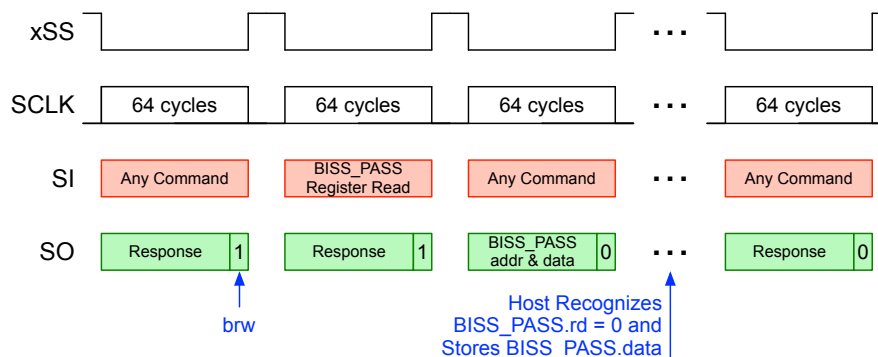 xSS
...
SCLK
64 cycles
64 cycles
64 cycles
...
64 cycles
SI
Any Command
BISS_PASS
Register Read
Any Command
...
Any Command
SO
Response
1
Response
1
BISS_PASS
addr & data
0
...
Response
0
brw
Host Recognizes
BISS_PASS.rd = 0 and
Stores BISS_PASS.data